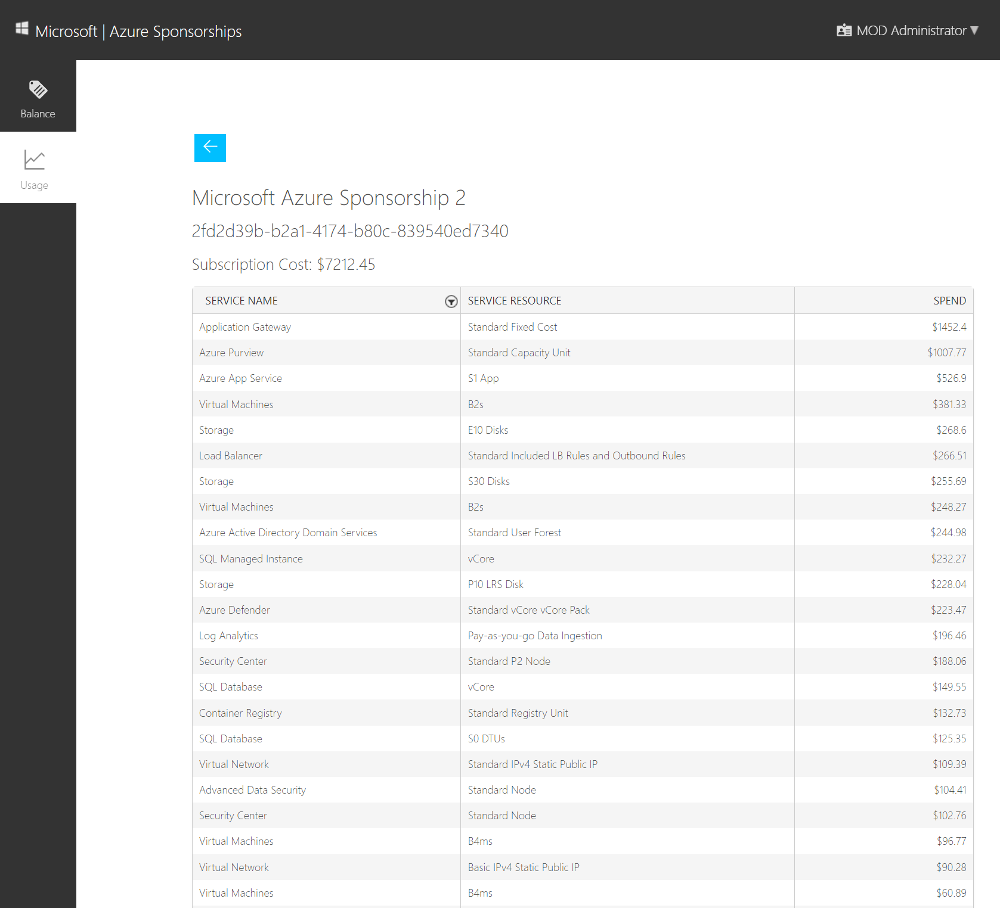 Microsoft | Azure Sponsorships
MOD Administrator ▼
Balance
Usage
Microsoft Azure Sponsorship 2
2fd2d39b-b2a1-4174-b80c-839540ed7340
Subscription Cost: $7212.45
SERVICE NAME SERVICE RESOURCE SPEND
Application Gateway Standard Fixed Cost $1452.4
Azure Purview Standard Capacity Unit $1007.77
Azure App Service S1 App $526.9
Virtual Machines B2s $381.33
Storage E10 Disks $268.6
Load Balancer Standard Included LB Rules and Outbound Rules $266.51
Storage S30 Disks $255.69
Virtual Machines B2s $248.27
Azure Active Directory Domain Services Standard User Forest $244.98
SQL Managed Instance vCore $232.27
Storage P10 LRS Disk $228.04
Azure Defender Standard vCore vCore Pack $223.47
Log Analytics Pay-as-you-go Data Ingestion $196.46
Security Center Standard P2 Node $188.06
SQL Database vCore $149.55
Container Registry Standard Registry Unit $132.73
SQL Database S0 DTUs $125.35
Virtual Network Standard IPv4 Static Public IP $109.39
Advanced Data Security Standard Node $104.41
Security Center Standard Node $102.76
Virtual Machines B4ms $96.77
Virtual Network Basic IPv4 Static Public IP $90.28
Virtual Machines B4ms $60.89